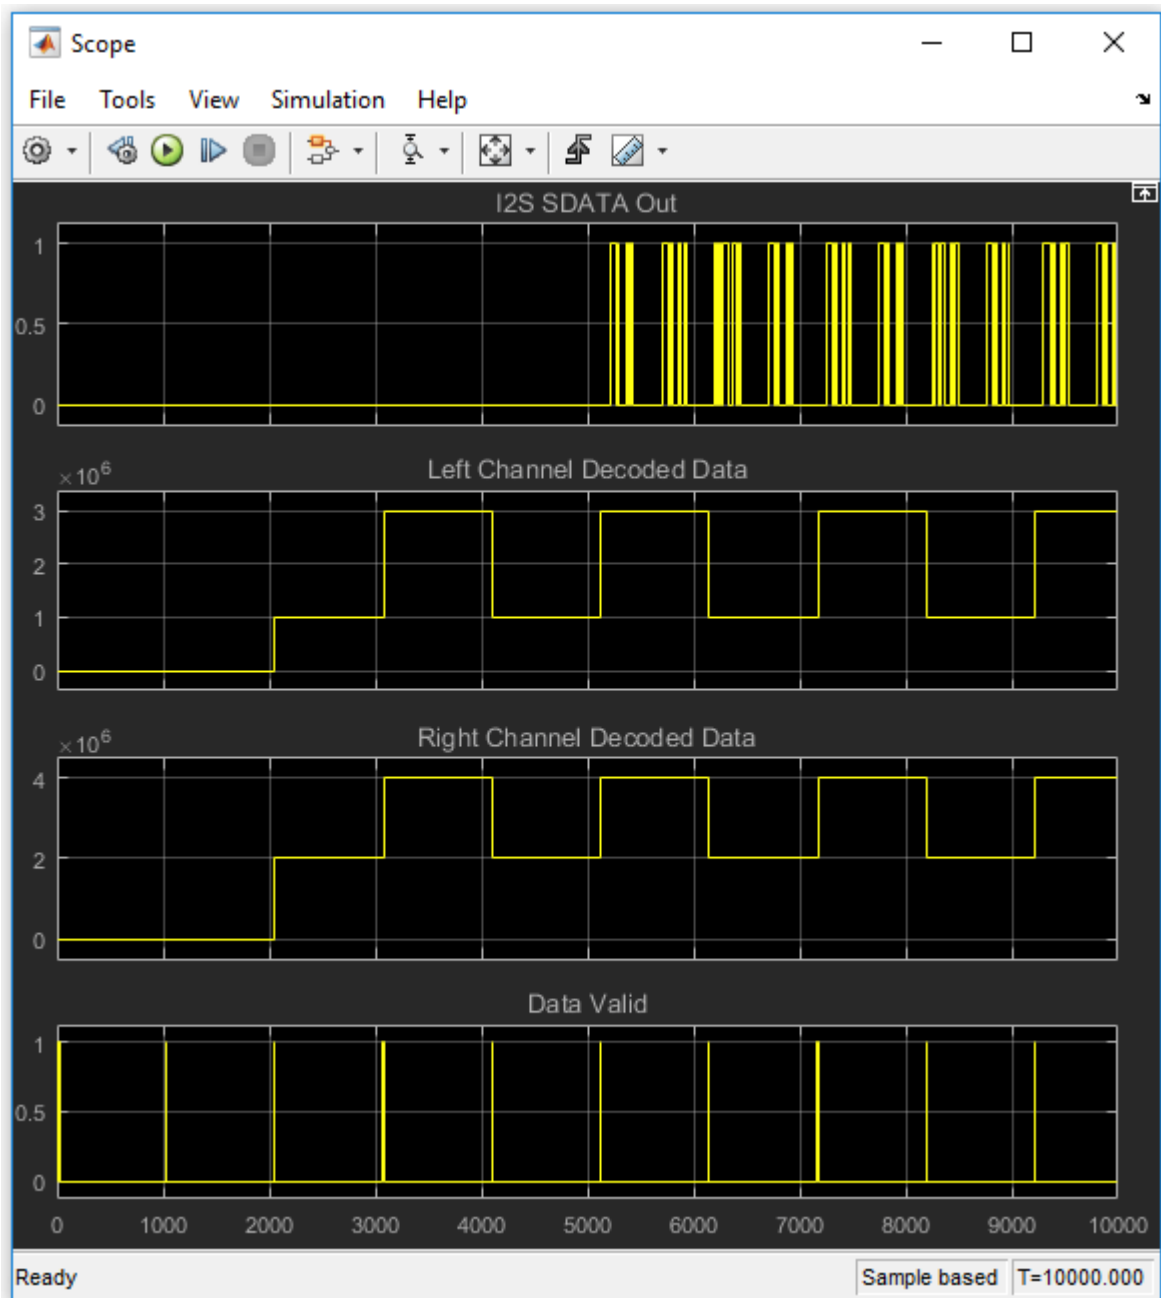 Scope
File Tools View Simulation Help
I2S SDATA Out
1
0.5
0
×10⁶ Left Channel Decoded Data
3
2
1
0
×10⁶ Right Channel Decoded Data
4
2
0
Data Valid
1
0.5
0
0 1000 2000 3000 4000 5000 6000 7000 8000 9000 10000
Ready Sample based T=10000.000